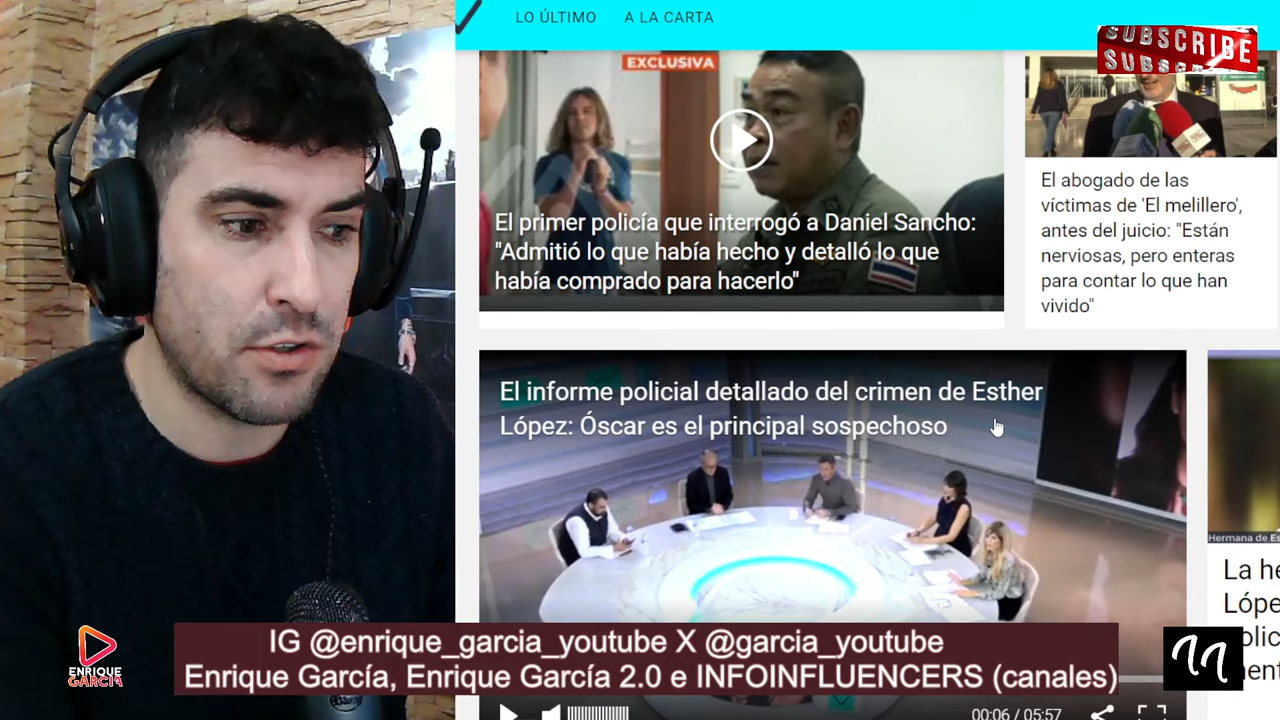 LO ÚLTIMO A LA CARTA
SUBSCRIBE
EXCLUSIVA
El primer policía que interrogó a Daniel Sancho:
"Admitió lo que había hecho y detalló lo que
había comprado para hacerlo"
El abogado de las
víctimas de 'El melillero',
antes del juicio: "Están
nerviosas, pero enteras
para contar lo que han
vivido"
El informe policial detallado del crimen de Esther
López: Óscar es el principal sospechoso
Hermana de Es
La he
Lópe
IG @enrique_garcia_youtube X @garcia_youtube
Enrique García, Enrique García 2.0 e INFOINFLUENCERS (canales)
ENRIQUE
GARCÍA
00:06 / 05:57